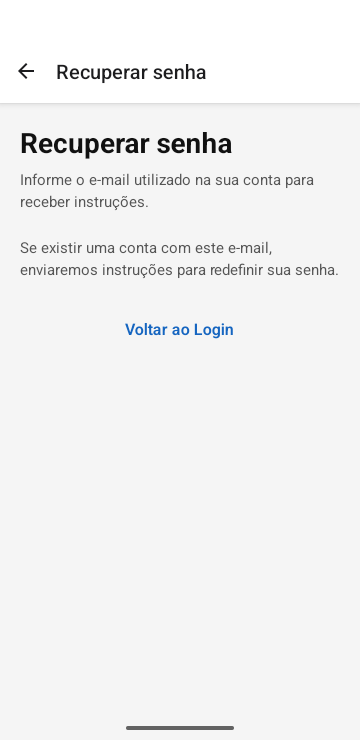 Recuperar senha
Recuperar senha
Informe o e-mail utilizado na sua conta para
receber instruções.
Se existir uma conta com este e-mail,
enviaremos instruções para redefinir sua senha.
Voltar ao Login